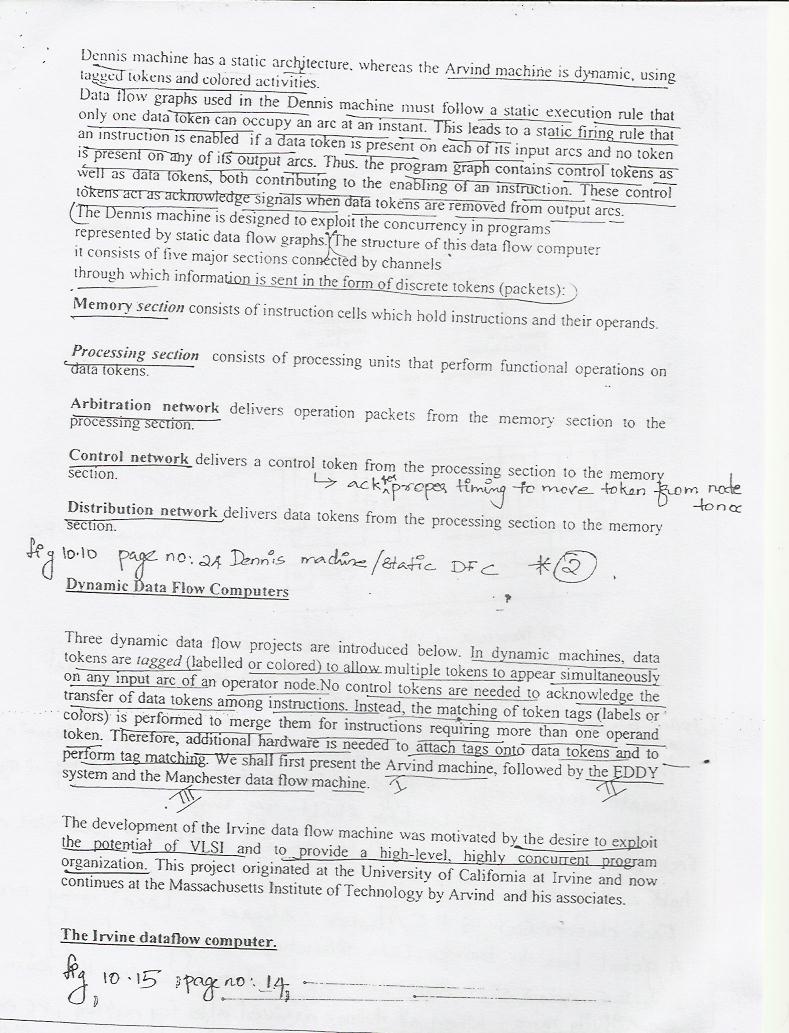 Dennis machine has a static architecture, whereas the Arvind machine is dynamic, using
tagged tokens and colored activities.
Data flow graphs used in the Dennis machine must follow a static execution rule that
only one data token can occupy an arc at an instant. This leads to a static firing rule that
an instruction is enabled if a data token is present on each of its input arcs and no token
is present on any of its output arcs. Thus. the program graph contains control tokens as
well as data tokens, both contributing to the enabling of an instruction. These control
tokens act as acknowledge signals when data tokens are removed from output arcs.
(The Dennis machine is designed to exploit the concurrency in programs
represented by static data flow graphs. The structure of this data flow computer
it consists of five major sections connected by channels
through which information is sent in the form of discrete tokens (packets): )
Memory section consists of instruction cells which hold instructions and their operands.
Processing section consists of processing units that perform functional operations on
data tokens.
Arbitration network delivers operation packets from the memory section to the
processing section.
Control network delivers a control token from the processing section to the memory
section.
↳ ack proper timing to move token from node
to
Distribution network delivers data tokens from the processing section to the memory
section.
fig 10.10 page no: 24 Dennis machine/static DFC * 2 .
Dynamic Data Flow Computers
Three dynamic data flow projects are introduced below. In dynamic machines, data
tokens are tagged (labelled or colored) to allow multiple tokens to appear simultaneously
on any input arc of an operator node.No control tokens are needed to acknowledge the
transfer of data tokens among instructions. Instead, the matching of token tags (labels or
colors) is performed to merge them for instructions requiring more than one operand
token. Therefore, additional hardware is needed to attach tags onto data tokens and to
perform tag matching. We shall first present the Arvind machine, followed by the EDDY
system and the Manchester data flow machine. I II
III
The development of the Irvine data flow machine was motivated by the desire to exploit
the potential of VLSI and to provide a high-level, highly concurrent program
organization. This project originated at the University of California at Irvine and now
continues at the Massachusetts Institute of Technology by Arvind and his associates.
The Irvine dataflow computer.
fig 10.15 page no: 14